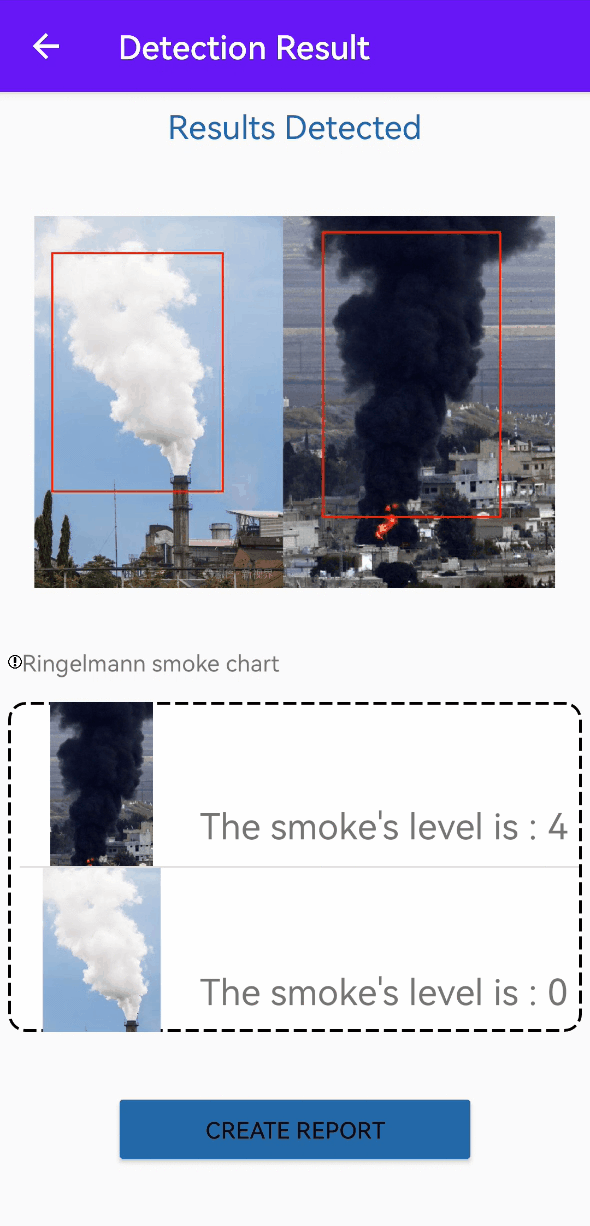 Detection Result
Results Detected
Ringelmann smoke chart
The smoke's level is : 4
The smoke's level is : 0
CREATE REPORT